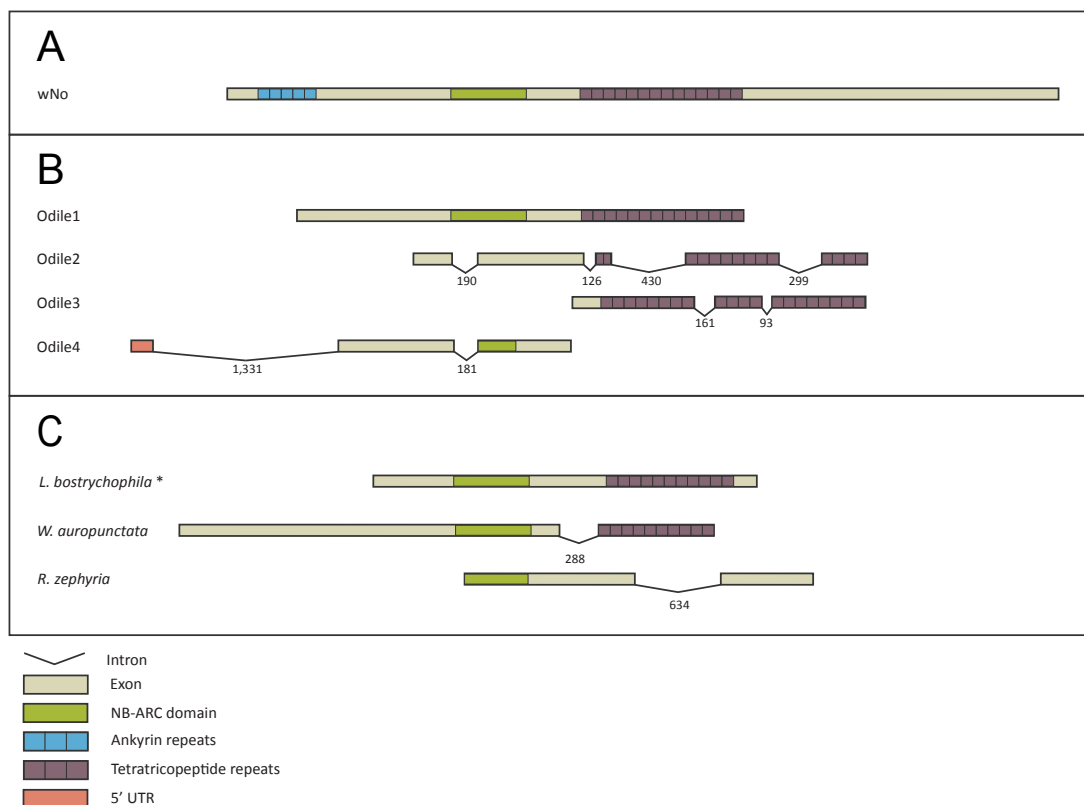 A
wNo
B
Odile1
Odile2
190
126
430
299
Odile3
161
93
Odile4
1,331
181
C
L. bostrychophila *
W. auropunctata
288
R. zephyria
634
Intron
Exon
NB-ARC domain
Ankyrin repeats
Tetratricopeptide repeats
5' UTR